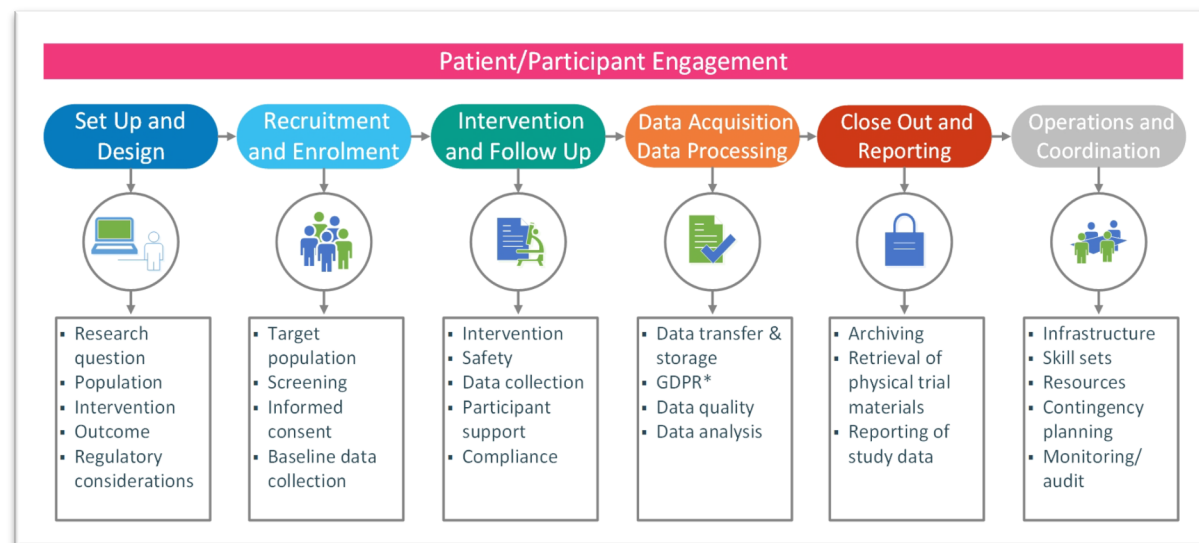 Patient/Participant Engagement
Set Up and
Design
Recruitment
and Enrolment
Intervention
and Follow Up
Data Acquisition
Data Processing
Close Out and
Reporting
Operations and
Coordination
▪ Research
question
▪ Population
▪ Intervention
▪ Outcome
▪ Regulatory
considerations
▪ Target
population
▪ Screening
▪ Informed
consent
▪ Baseline data
collection
▪ Intervention
▪ Safety
▪ Data collection
▪ Participant
support
▪ Compliance
▪ Data transfer &
storage
▪ GDPR*
▪ Data quality
▪ Data analysis
▪ Archiving
▪ Retrieval of
physical trial
materials
▪ Reporting of
study data
▪ Infrastructure
▪ Skill sets
▪ Resources
▪ Contingency
planning
▪ Monitoring/
audit